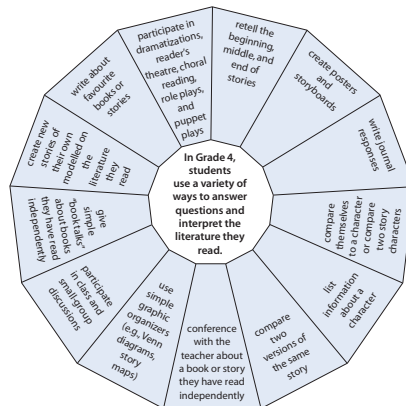 In Grade 4,
students
use a variety of
ways to answer
questions and
interpret the
literature they
read.
retell the
beginning,
middle, and
end of
stories
create posters
and
storyboards
write journal
responses
compare
themselves
to a character
or compare
two story
characters
list
information
about a
character
compare
two
versions of
the same
story
conference
with the
teacher about
a book or story
they have read
independently
use
simple
graphic
organizers
(e.g., Venn
diagrams,
story
maps)
participate
in class and
small-group
discussions
give
simple
"book talks"
about books
they have read
independently
create new
stories of
their own
modelled on
the
literature
they
read
write about
favourite
books or
stories
participate in
dramatizations,
reader's
theatre, choral
reading,
role plays,
and
puppet
plays